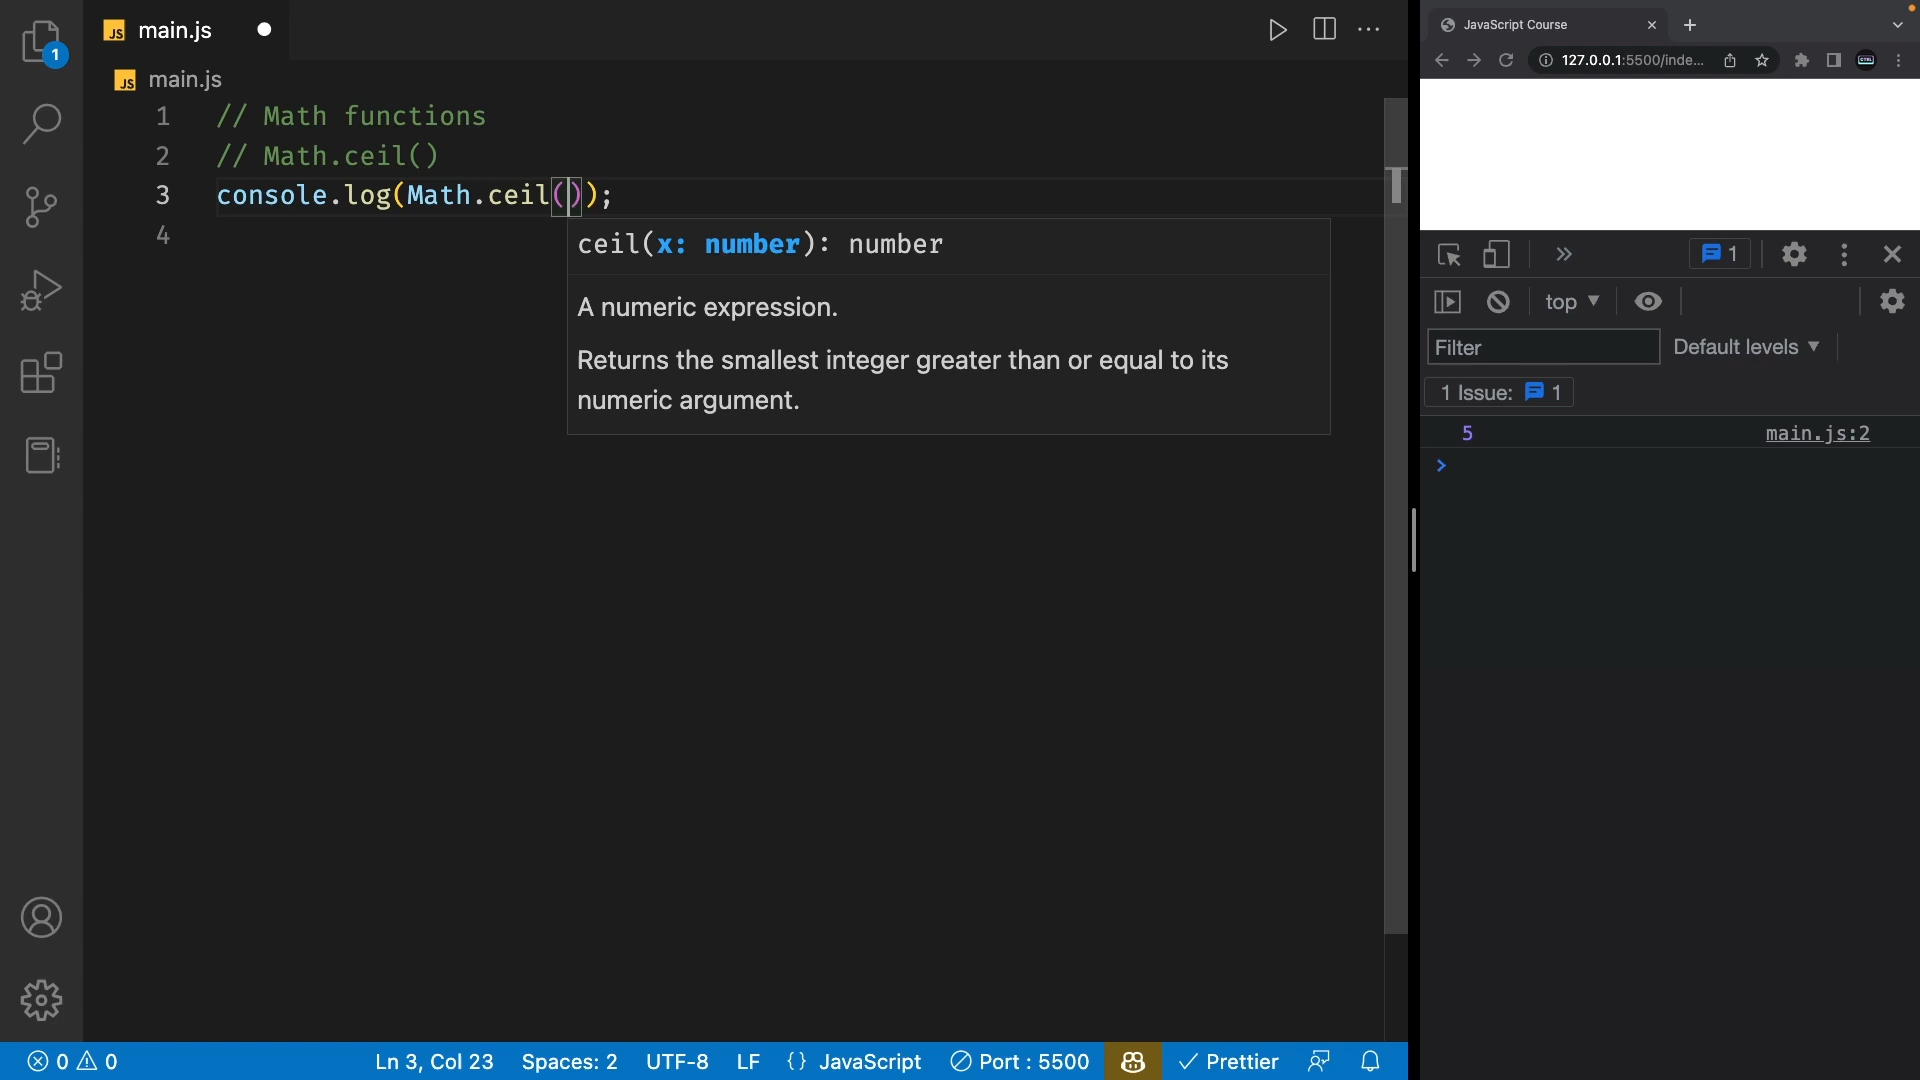 1
JS main.js
JS main.js
1 // Math functions
2 // Math.ceil()
3 console.log(Math.ceil());
4
ceil(x: number): number
A numeric expression.
Returns the smallest integer greater than or equal to its
numeric argument.
0 0
Ln 3, Col 23 Spaces: 2 UTF-8 LF {} JavaScript Port : 5500 Prettier
JavaScript Course
127.0.0.1:5500/inde...
1
top
Filter Default levels
1 Issue: 1
5 main.js:2